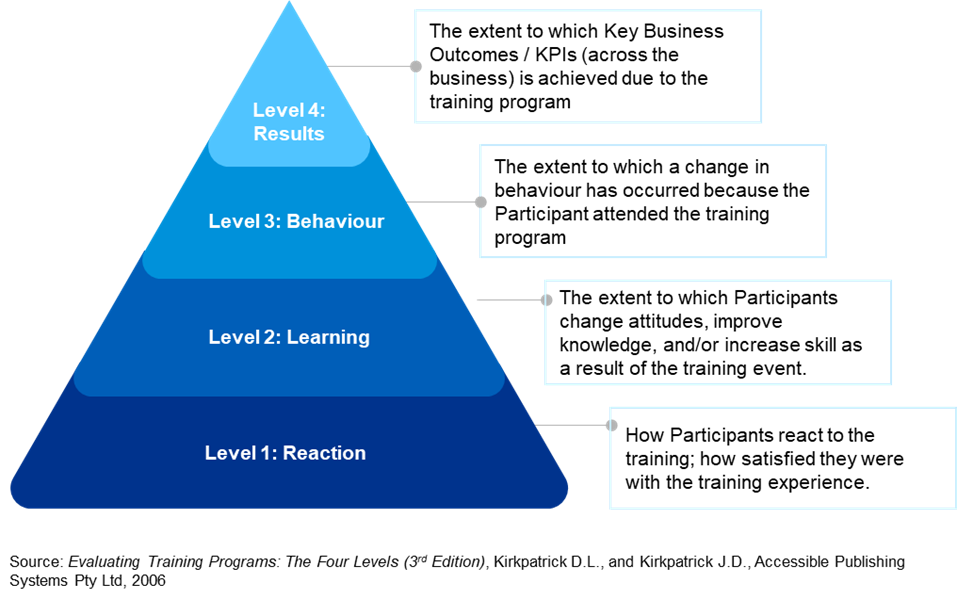 The extent to which Key Business
Outcomes / KPIs (across the
business) is achieved due to the
training program
Level 4:
Results
The extent to which a change in
behaviour has occurred because the
Participant attended the training
program
Level 3: Behaviour
The extent to which Participants
change attitudes, improve
knowledge, and/or increase skill as
a result of the training event.
Level 2: Learning
How Participants react to the
training; how satisfied they were
with the training experience.
Level 1: Reaction
Source: Evaluating Training Programs: The Four Levels (3rd Edition), Kirkpatrick D.L., and Kirkpatrick J.D., Accessible Publishing
Systems Pty Ltd, 2006